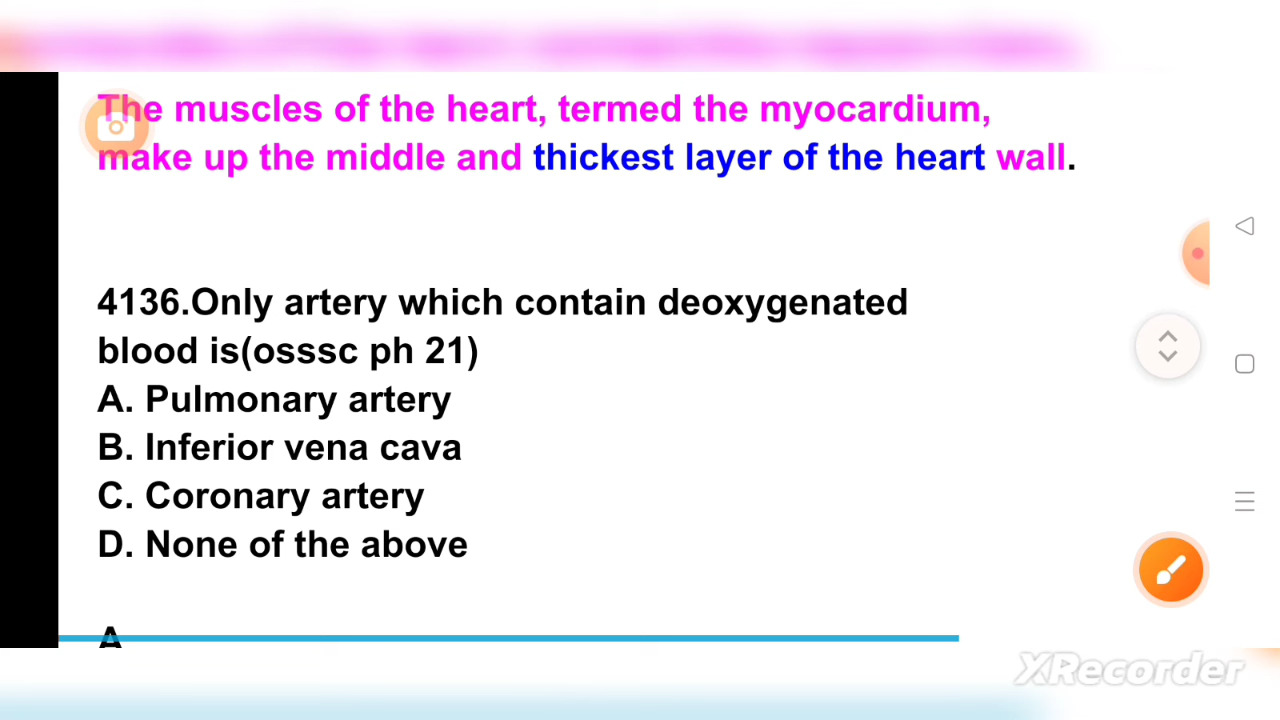 The muscles of the heart, termed the myocardium,
make up the middle and thickest layer of the heart wall.
4136.Only artery which contain deoxygenated
blood is(osssc ph 21)
A. Pulmonary artery
B. Inferior vena cava
C. Coronary artery
D. None of the above
A
XRecorder